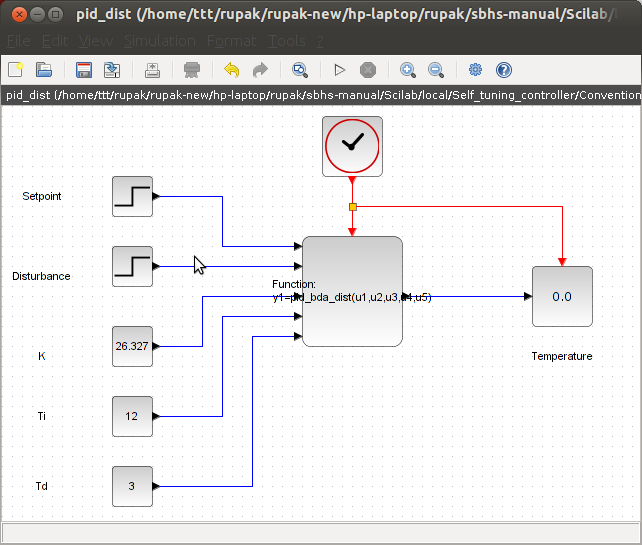 pid_dist (/home/ttt/rupak/rupak-new/hp-laptop/rupak/sbhs-manual/Scilab/
File Edit View Simulation Format Tools ?
pid_dist (/home/ttt/rupak/rupak-new/hp-laptop/rupak/sbhs-manual/Scilab/local/Self_tuning_controller/Convention
Setpoint
Disturbance
Function:
y1=pid_bda_dist(u1,u2,u3,u4,u5)
0.0
26.327
K
Temperature
Ti
12
Td
3